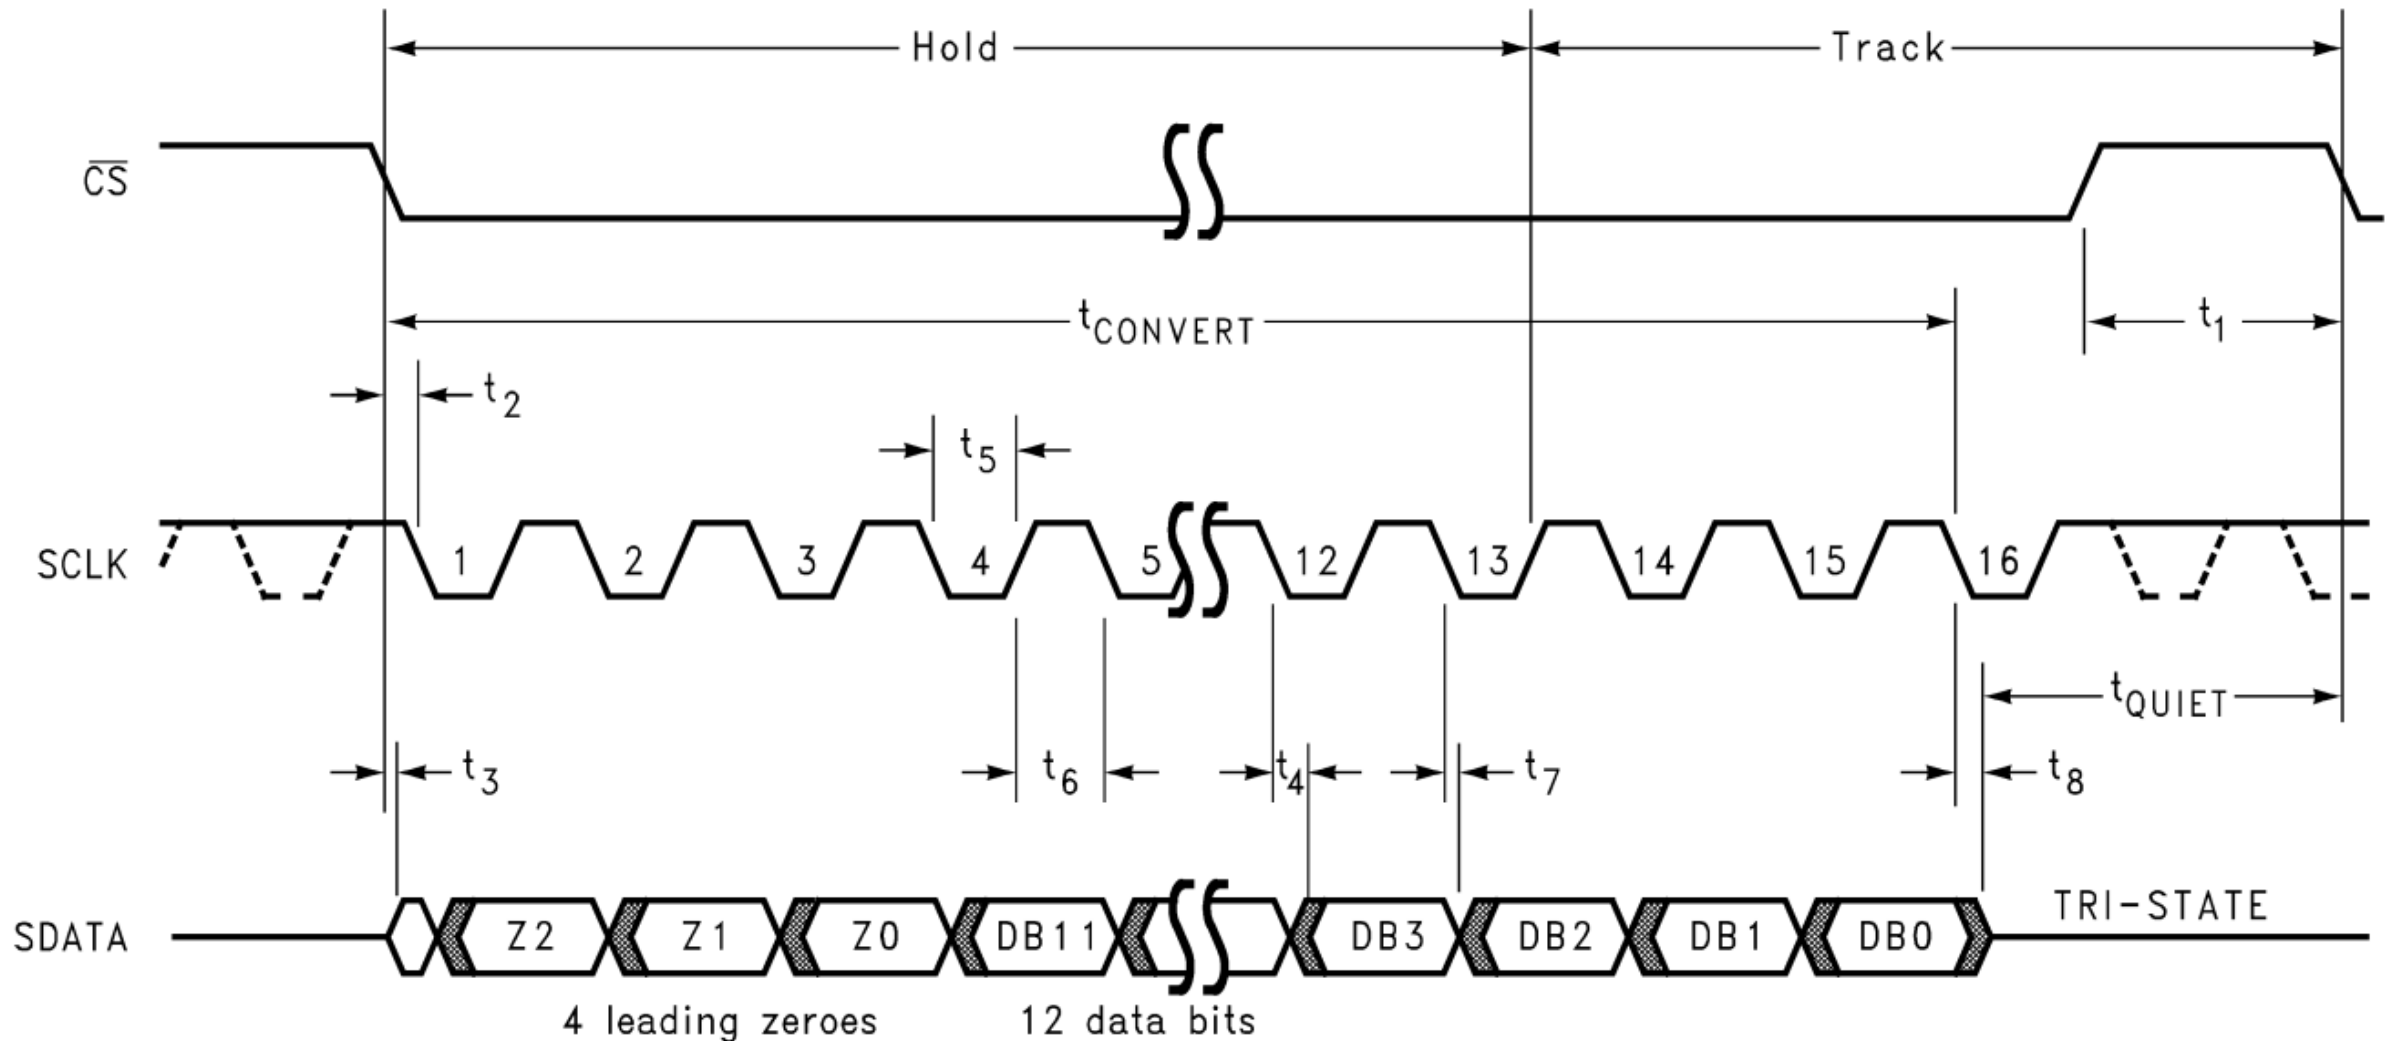 Hold
Track
CS
tCONVERT
t1
t2
t5
SCLK
1 2 3 4 5 12 13 14 15 16
tQUIET
t3
t6
t4
t7
t8
SDATA
Z2 Z1 Z0 DB11 DB3 DB2 DB1 DB0
TRI-STATE
4 leading zeroes
12 data bits